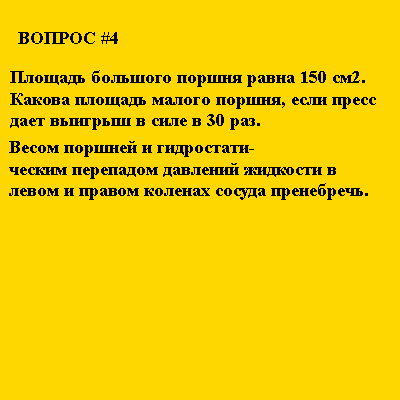 ВОПРОС #4
Площадь большого поршня равна 150 см2.
Какова площадь малого поршня, если пресс
дает выигрыш в силе в 30 раз.
Весом поршней и гидростати-
ческим перепадом давлений жидкости в
левом и правом коленах сосуда пренебречь.